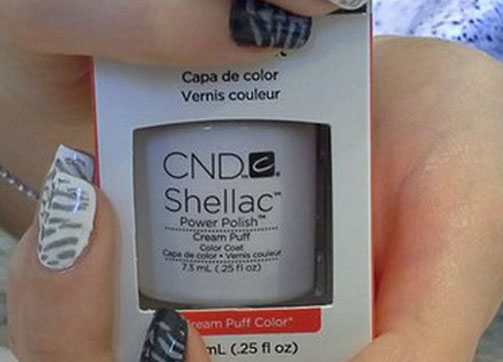 Capa de color
Vernis couleur
CND
Shellac™
Power Polish™
Cream Puff
Color Coat
Capa de color • Vernis couleur
7.3 mL (.25 fl oz)
ream Puff Color*
mL (.25 fl oz)